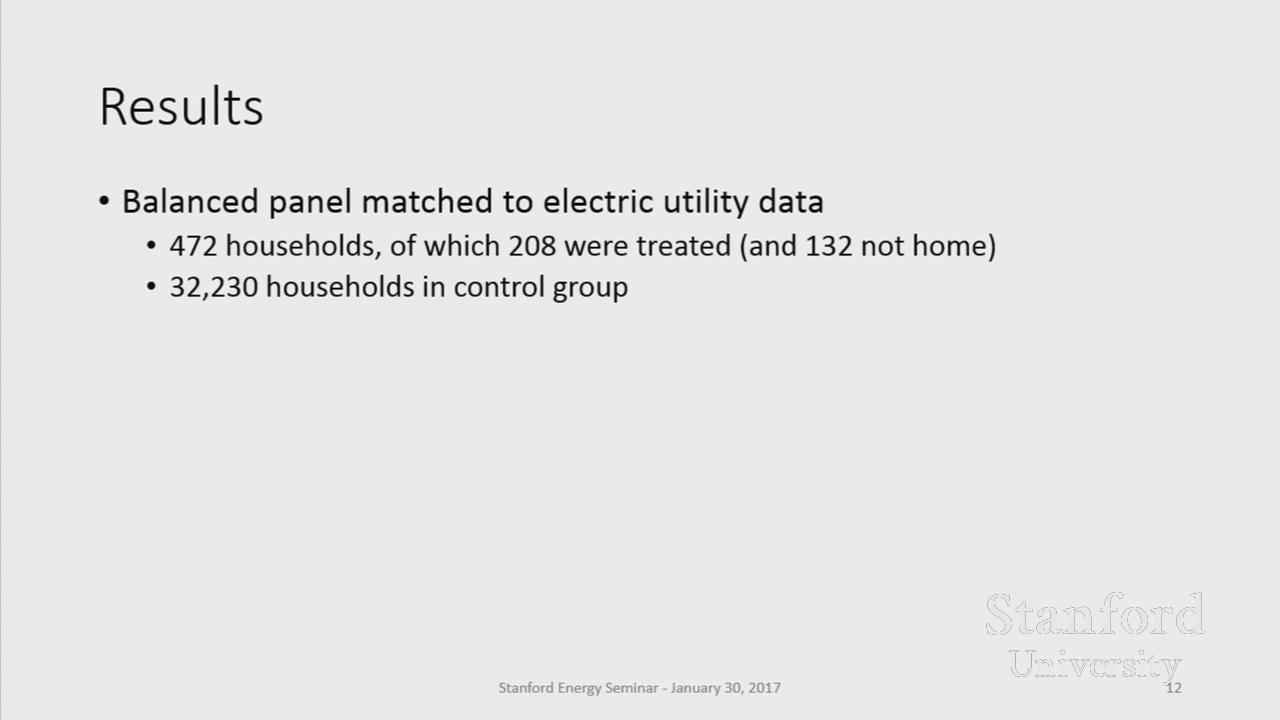 Results
• Balanced panel matched to electric utility data
• 472 households, of which 208 were treated (and 132 not home)
• 32,230 households in control group
Stanford
University
Stanford Energy Seminar - January 30, 2017
12